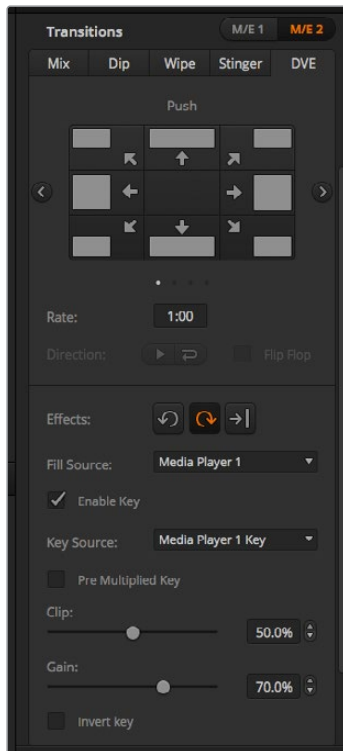 Transitions M/E 1 M/E 2
Mix Dip Wipe Stinger DVE
Push
Rate: 1:00
Direction: Flip Flop
Effects:
Fill Source: Media Player 1
Enable Key
Key Source: Media Player 1 Key
Pre Multiplied Key
Clip:
50.0%
Gain:
70.0%
Invert key